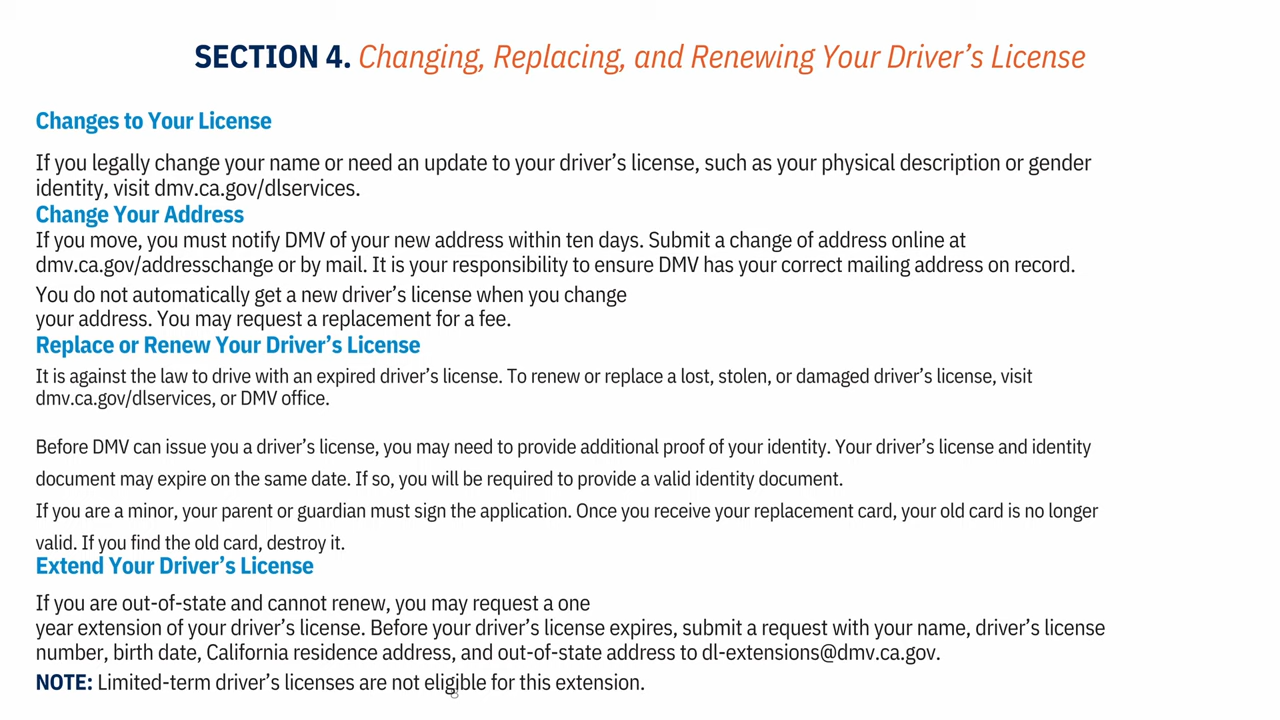 SECTION 4. Changing, Replacing, and Renewing Your Driver's License
Changes to Your License
If you legally change your name or need an update to your driver's license, such as your physical description or gender
identity, visit dmv.ca.gov/dlservices.
Change Your Address
If you move, you must notify DMV of your new address within ten days. Submit a change of address online at
dmv.ca.gov/addresschange or by mail. It is your responsibility to ensure DMV has your correct mailing address on record.
You do not automatically get a new driver's license when you change
your address. You may request a replacement for a fee.
Replace or Renew Your Driver's License
It is against the law to drive with an expired driver's license. To renew or replace a lost, stolen, or damaged driver's license, visit
dmv.ca.gov/dlservices, or DMV office.
Before DMV can issue you a driver's license, you may need to provide additional proof of your identity. Your driver's license and identity
document may expire on the same date. If so, you will be required to provide a valid identity document.
If you are a minor, your parent or guardian must sign the application. Once you receive your replacement card, your old card is no longer
valid. If you find the old card, destroy it.
Extend Your Driver's License
If you are out-of-state and cannot renew, you may request a one
year extension of your driver's license. Before your driver's license expires, submit a request with your name, driver's license
number, birth date, California residence address, and out-of-state address to dl-extensions@dmv.ca.gov.
NOTE: Limited-term driver's licenses are not eligible for this extension.